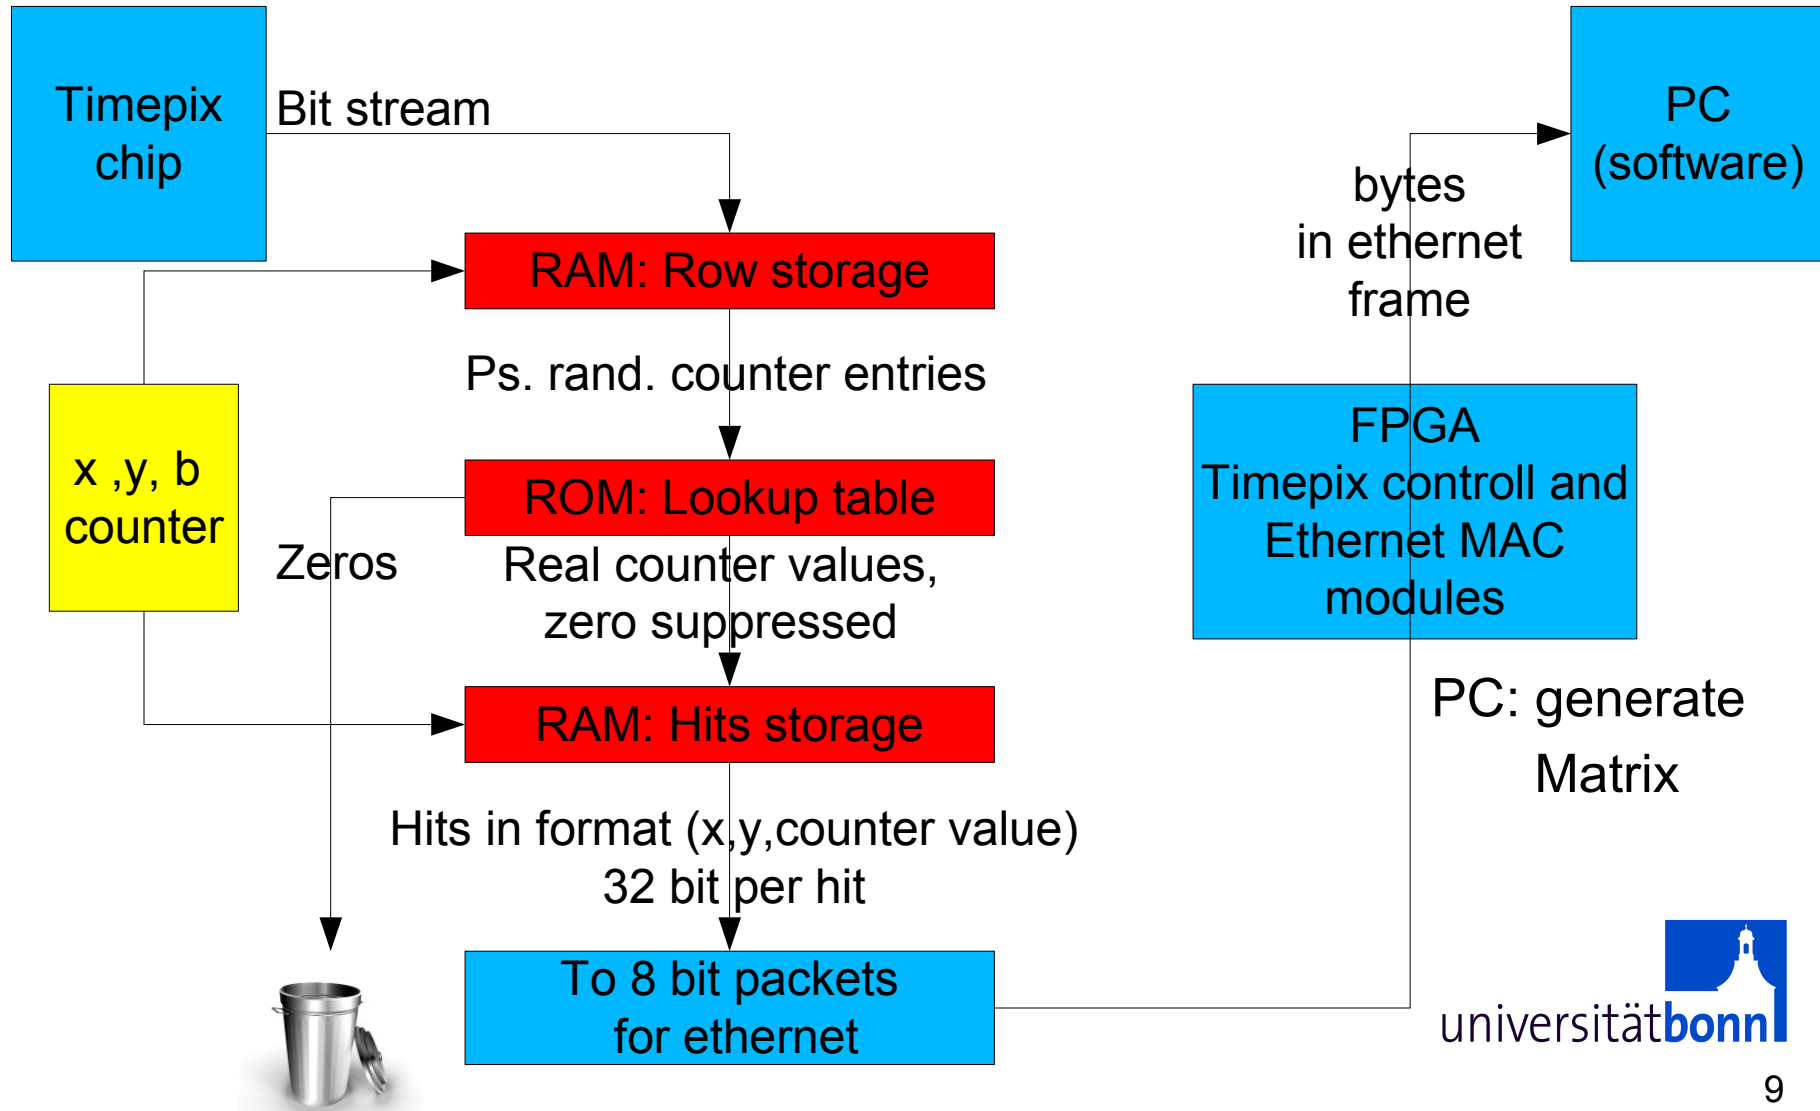 Timepix
chip
Bit stream
RAM: Row storage
Ps. rand. counter entries
x ,y, b
counter
ROM: Lookup table
Zeros
Real counter values,
zero suppressed
RAM: Hits storage
Hits in format (x,y,counter value)
32 bit per hit
To 8 bit packets
for ethernet
PC
(software)
bytes
in ethernet
frame
FPGA
Timepix controll and
Ethernet MAC
modules
PC: generate
Matrix
universitätbonn
9